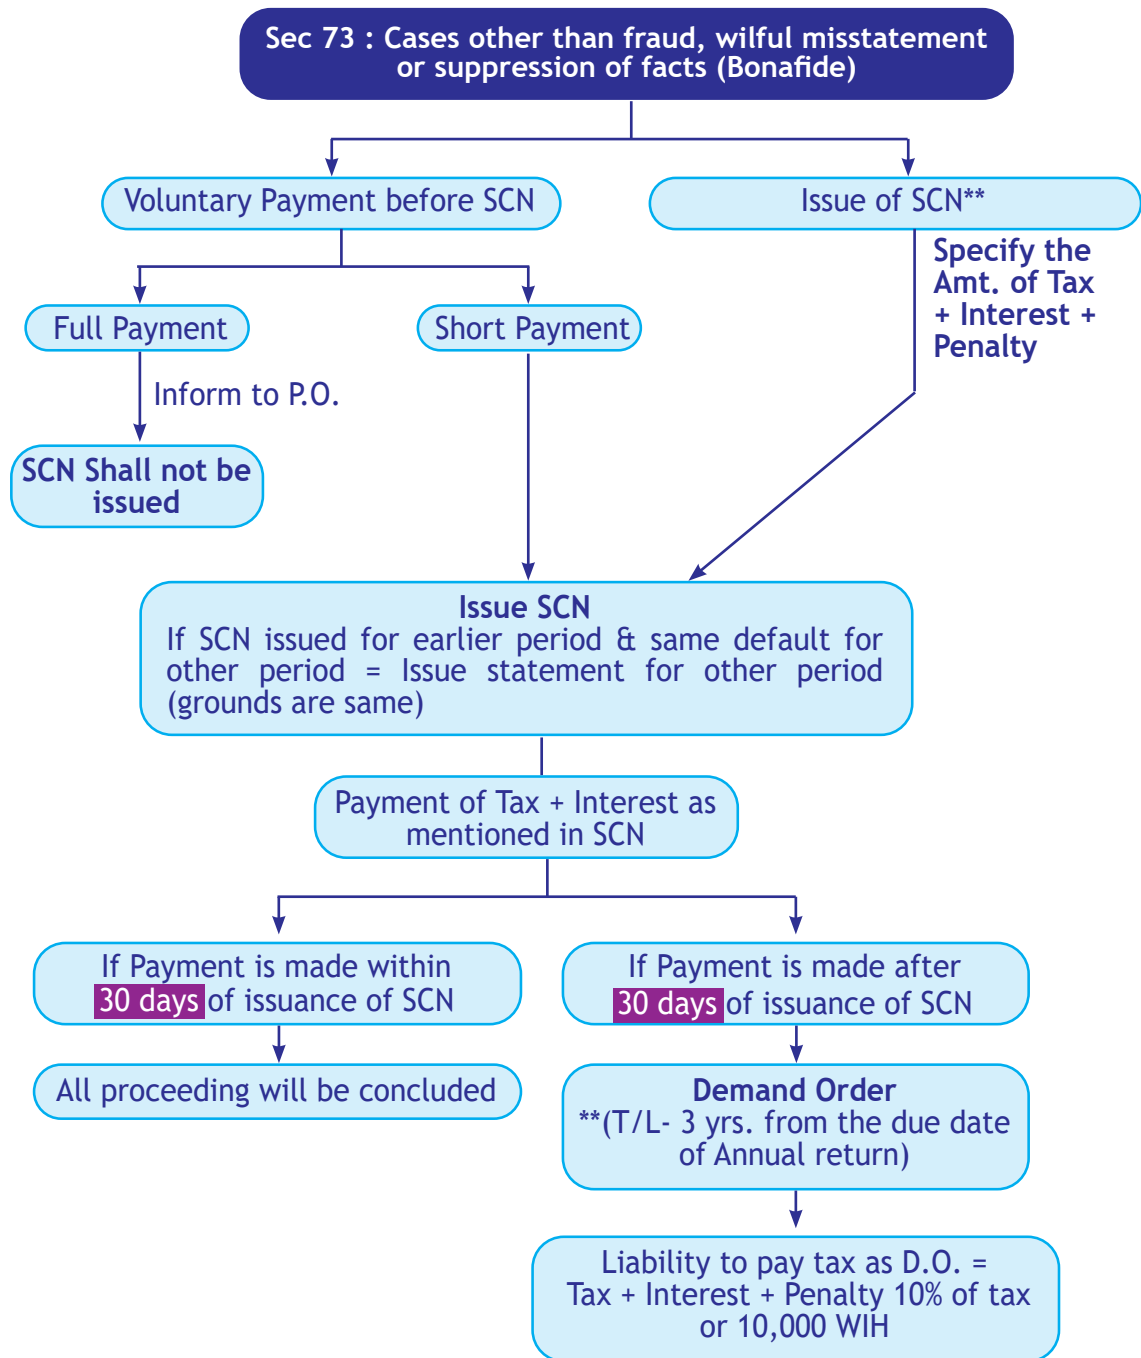 Sec 73 : Cases other than fraud, wilful misstatement
or suppression of facts (Bonafide)
Voluntary Payment before SCN
Issue of SCN**
Specify the
Amt. of Tax
+ Interest +
Penalty
Full Payment
Short Payment
Inform to P.O.
SCN Shall not be
issued
Issue SCN
If SCN issued for earlier period & same default for
other period = Issue statement for other period
(grounds are same)
Payment of Tax + Interest as
mentioned in SCN
If Payment is made within
30 days of issuance of SCN
If Payment is made after
30 days of issuance of SCN
All proceeding will be concluded
Demand Order
**(T/L- 3 yrs. from the due date
of Annual return)
Liability to pay tax as D.O. =
Tax + Interest + Penalty 10% of tax
or 10,000 WIH